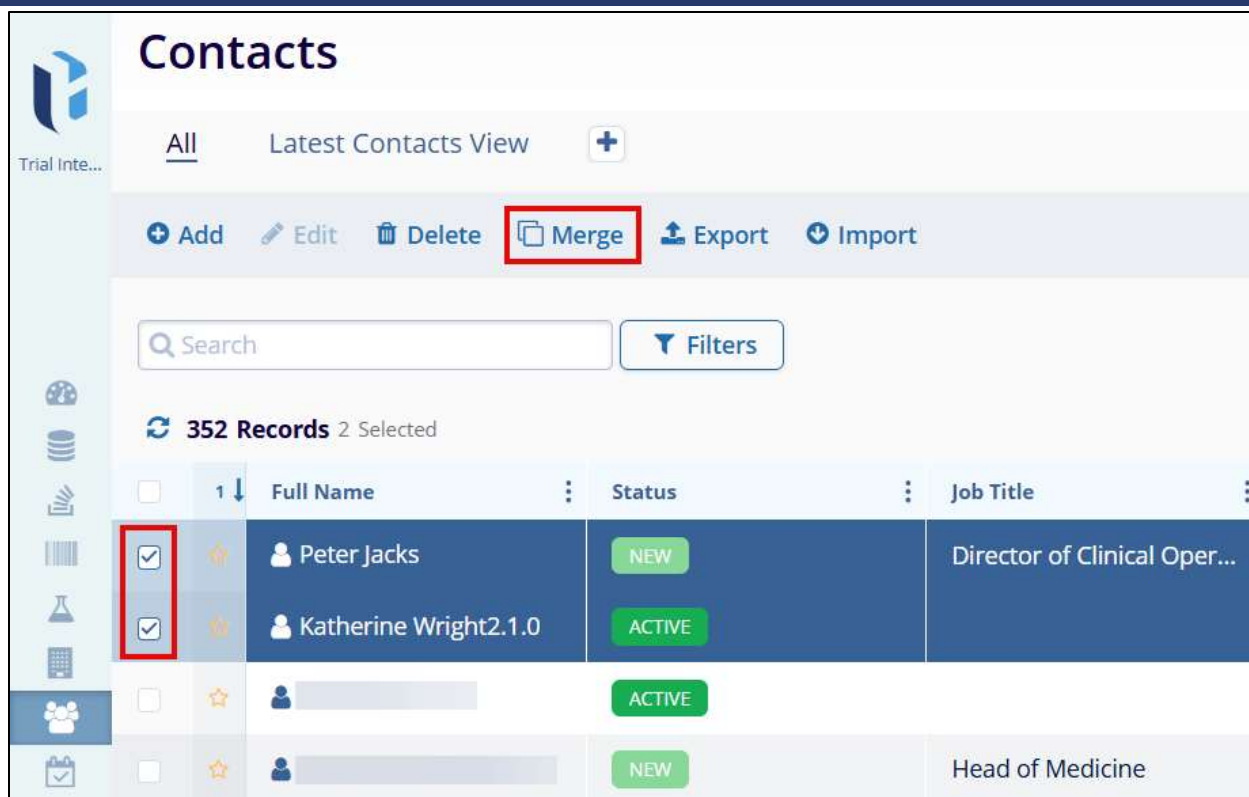 Contacts
Trial Inte...
All Latest Contacts View
Add Edit Delete Merge Export Import
Search Filters
352 Records 2 Selected
1 Full Name Status Job Title
Peter Jacks NEW Director of Clinical Oper...
Katherine Wright2.1.0 ACTIVE
ACTIVE
NEW Head of Medicine